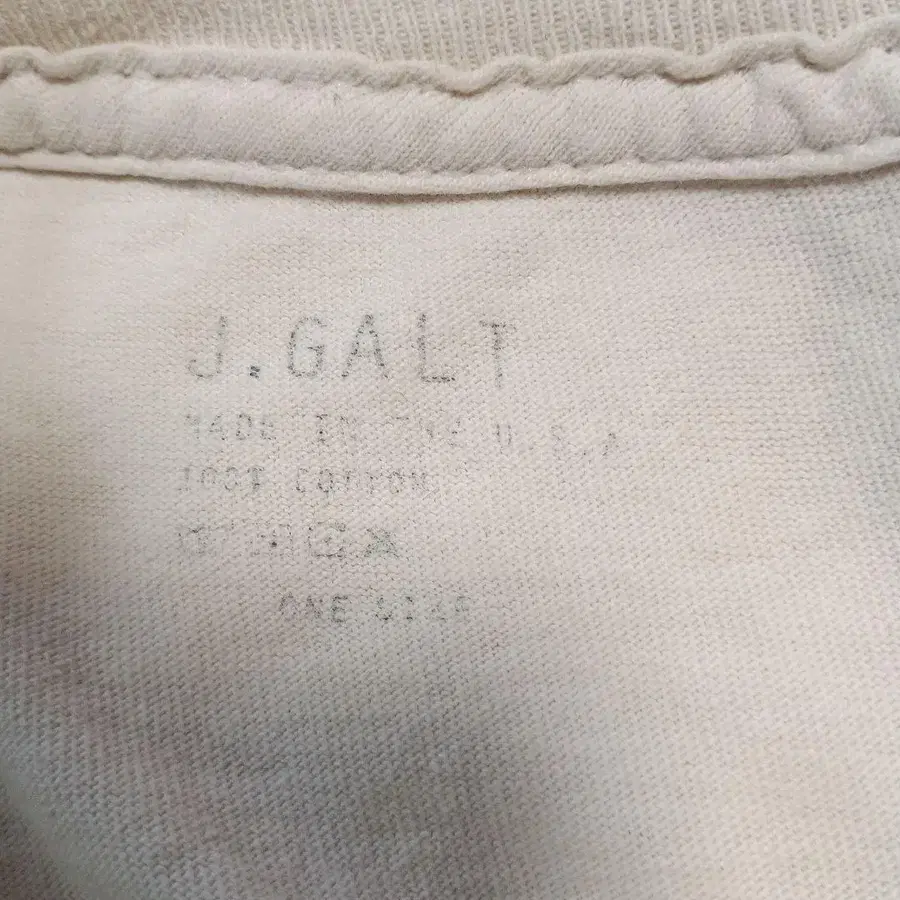 J.GALT
MADE IN THE U.S.A
100% COTTON
ONE SIZE